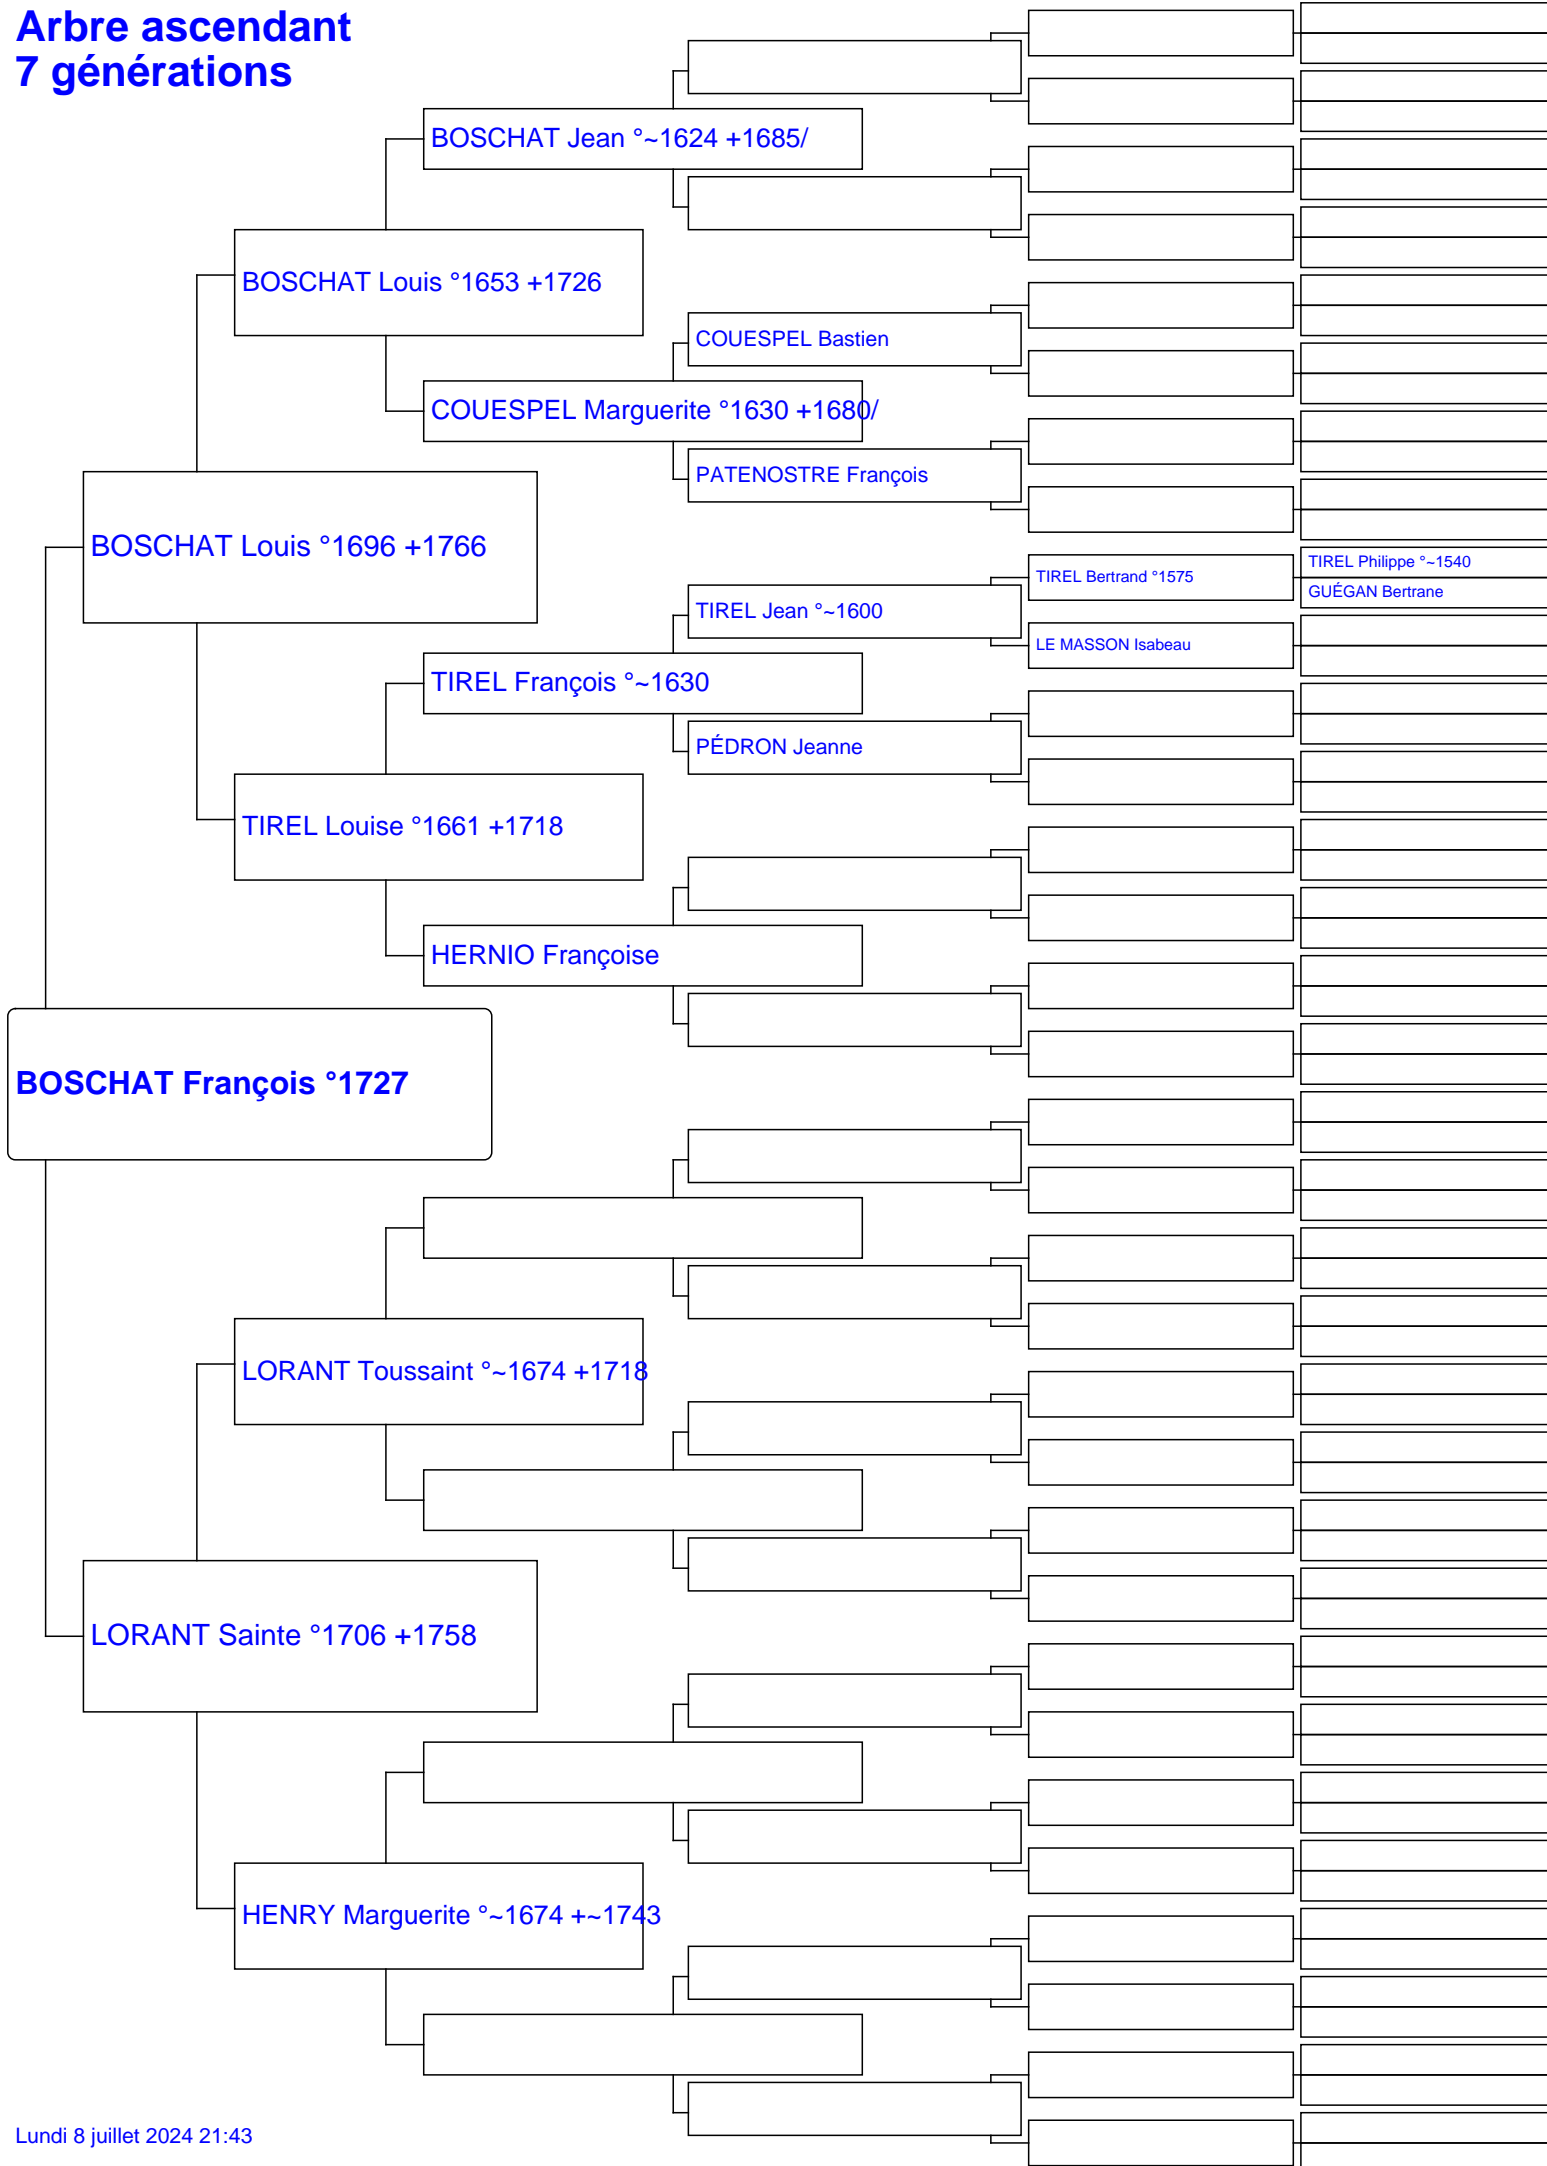 Arbre ascendant
7 générations
BOSCHAT Jean °~1624 +1685/
BOSCHAT Louis °1653 +1726
COUESPEL Bastien
COUESPEL Marguerite °1630 +1680/
PATENOSTRE François
BOSCHAT Louis °1696 +1766
TIREL Philippe °~1540
TIREL Bertrand °1575
GUÉGAN Bertrane
TIREL Jean °~1600
LE MASSON Isabeau
TIREL François °~1630
PÉDRON Jeanne
TIREL Louise °1661 +1718
HERNIO Françoise
BOSCHAT François °1727
LORANT Toussaint °~1674 +1718
LORANT Sainte °1706 +1758
HENRY Marguerite °~1674 +~1743
Lundi 8 juillet 2024 21:43